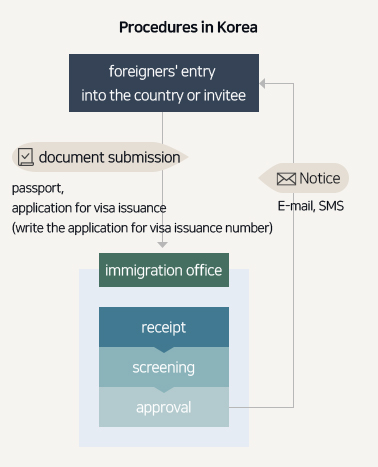 Procedures in Korea
foreigners' entry
into the country or invitee
document submission
passport,
application for visa issuance
(write the application for visa issuance number)
Notice
E-mail, SMS
immigration office
receipt
screening
approval